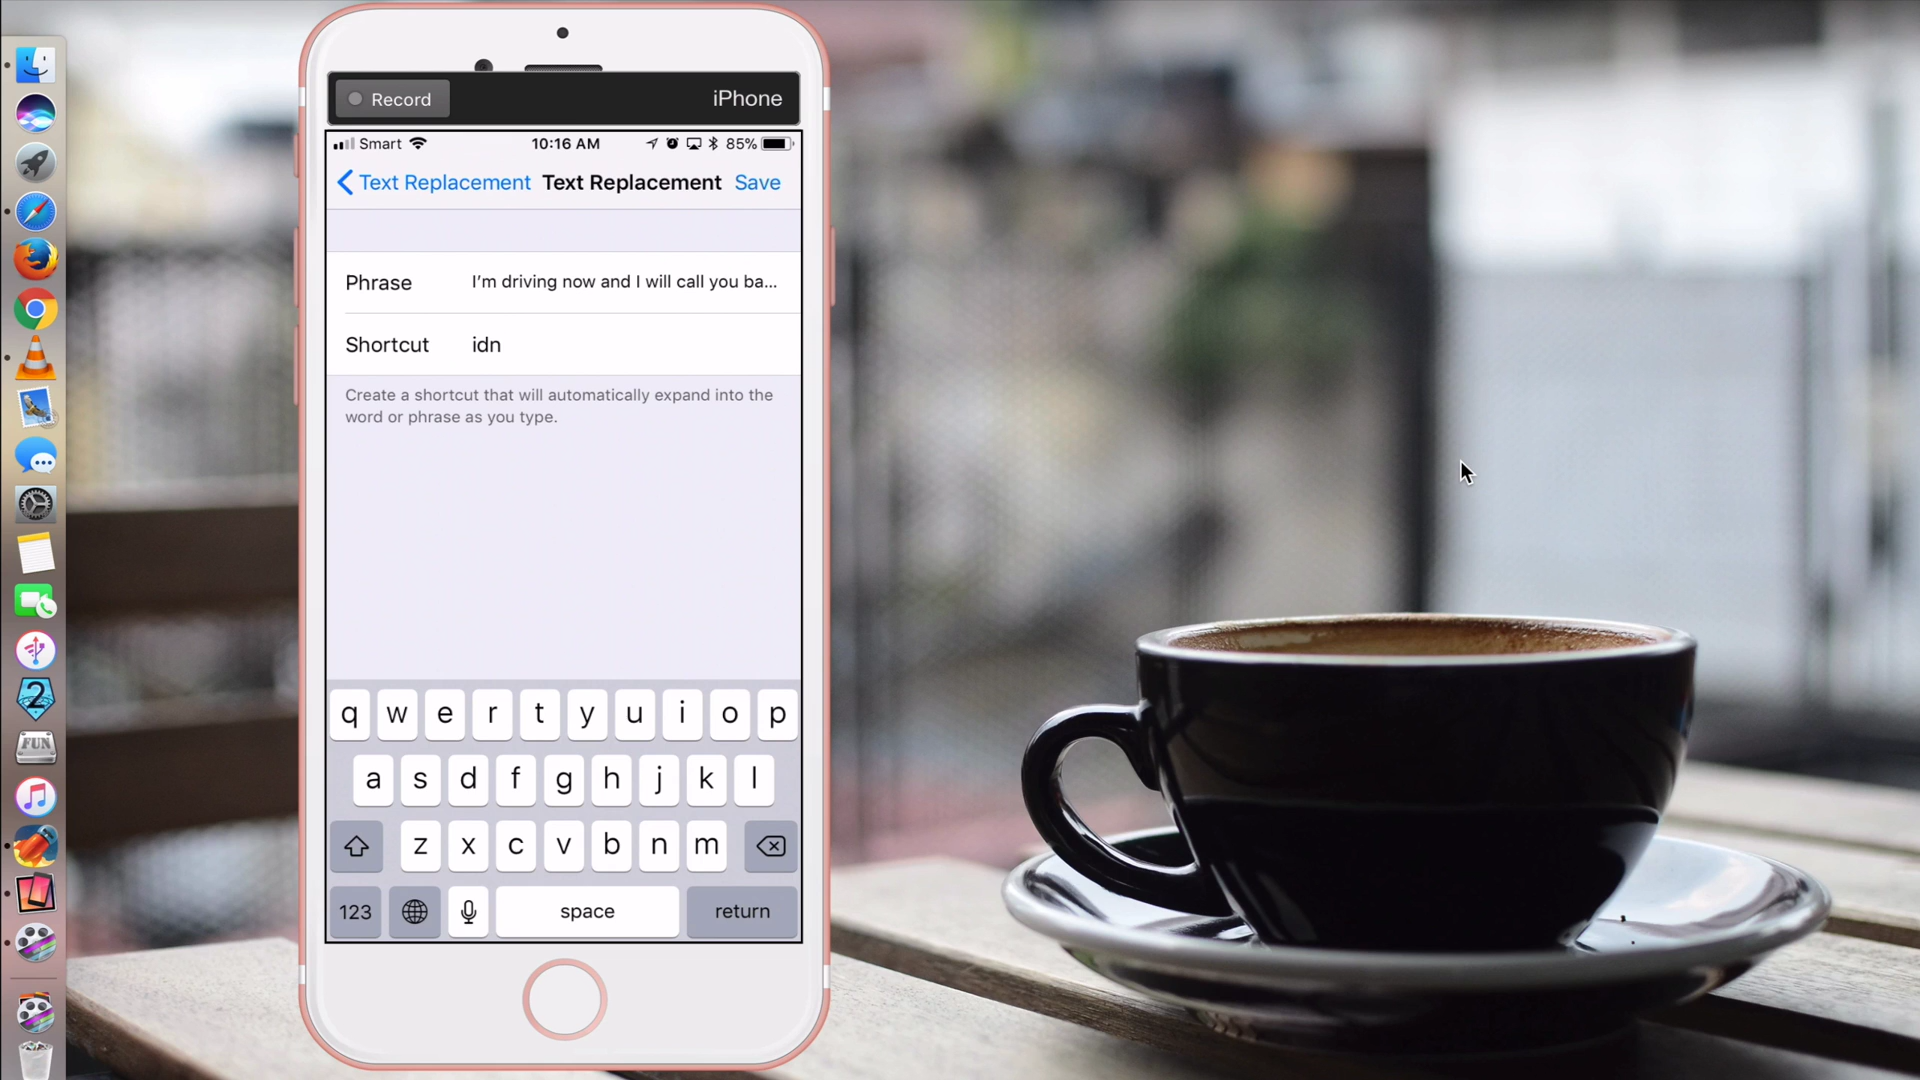 Record
iPhone
Smart 10:16 AM 85%
Text Replacement Text Replacement Save
Phrase I'm driving now and I will call you ba...
Shortcut idn
Create a shortcut that will automatically expand into the
word or phrase as you type.
q w e r t y u i o p
a s d f g h j k l
z x c v b n m
123 space return
2
FUN